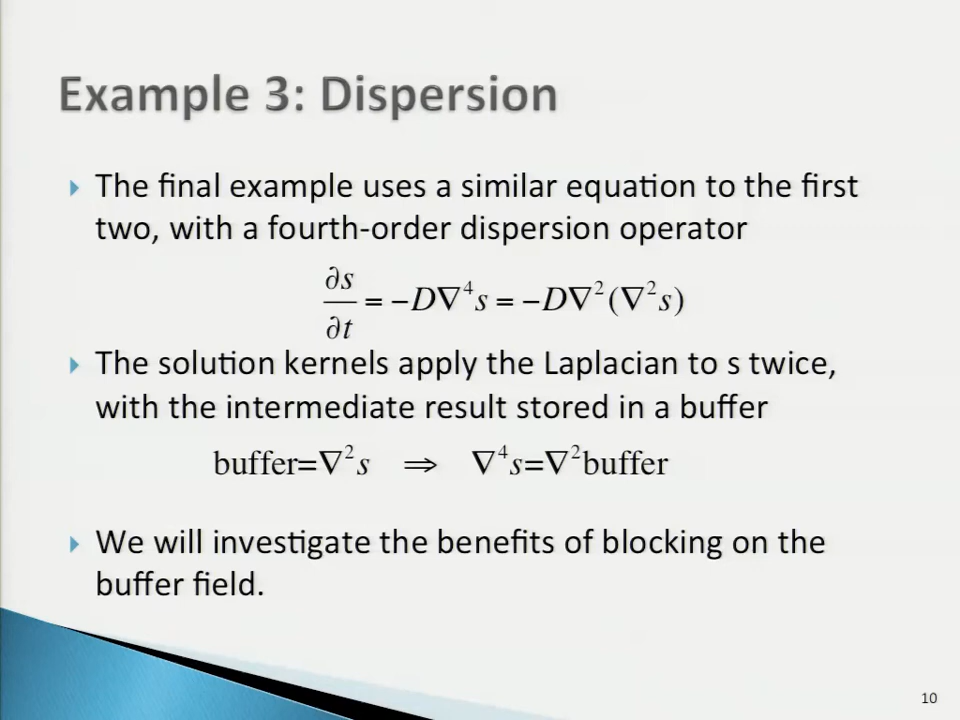 Example 3: Dispersion
The final example uses a similar equation to the first
two, with a fourth-order dispersion operator
∂s/∂t = −D∇⁴s = −D∇²(∇²s)
The solution kernels apply the Laplacian to s twice,
with the intermediate result stored in a buffer
buffer=∇²s ⇒ ∇⁴s=∇²buffer
We will investigate the benefits of blocking on the
buffer field.
10